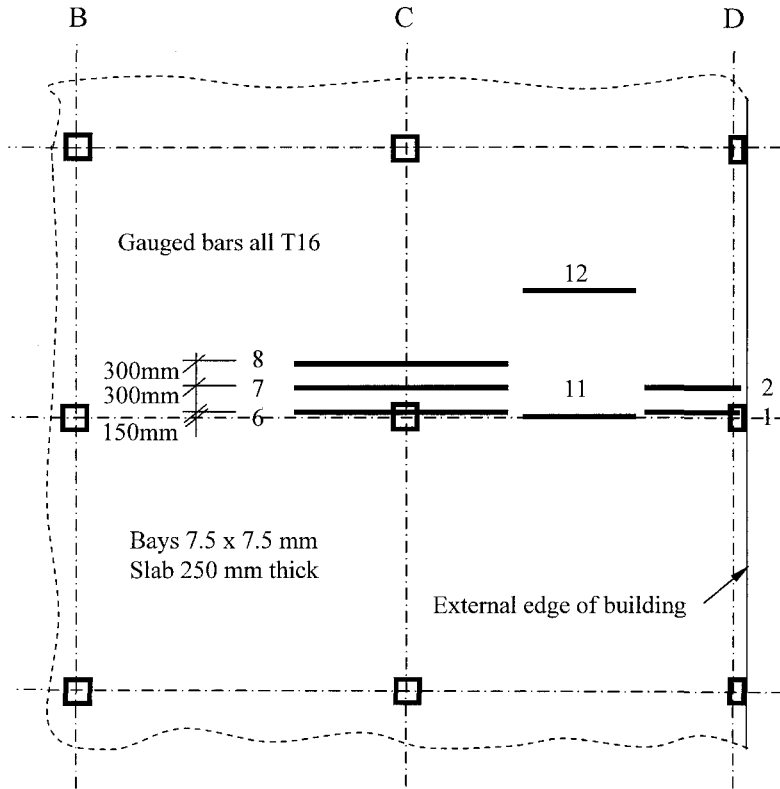 B
C
D
Gauged bars all T16
12
300mm
8
300mm
7
11
2
150mm
6
1
Bays 7.5 x 7.5 mm
Slab 250 mm thick
External edge of building